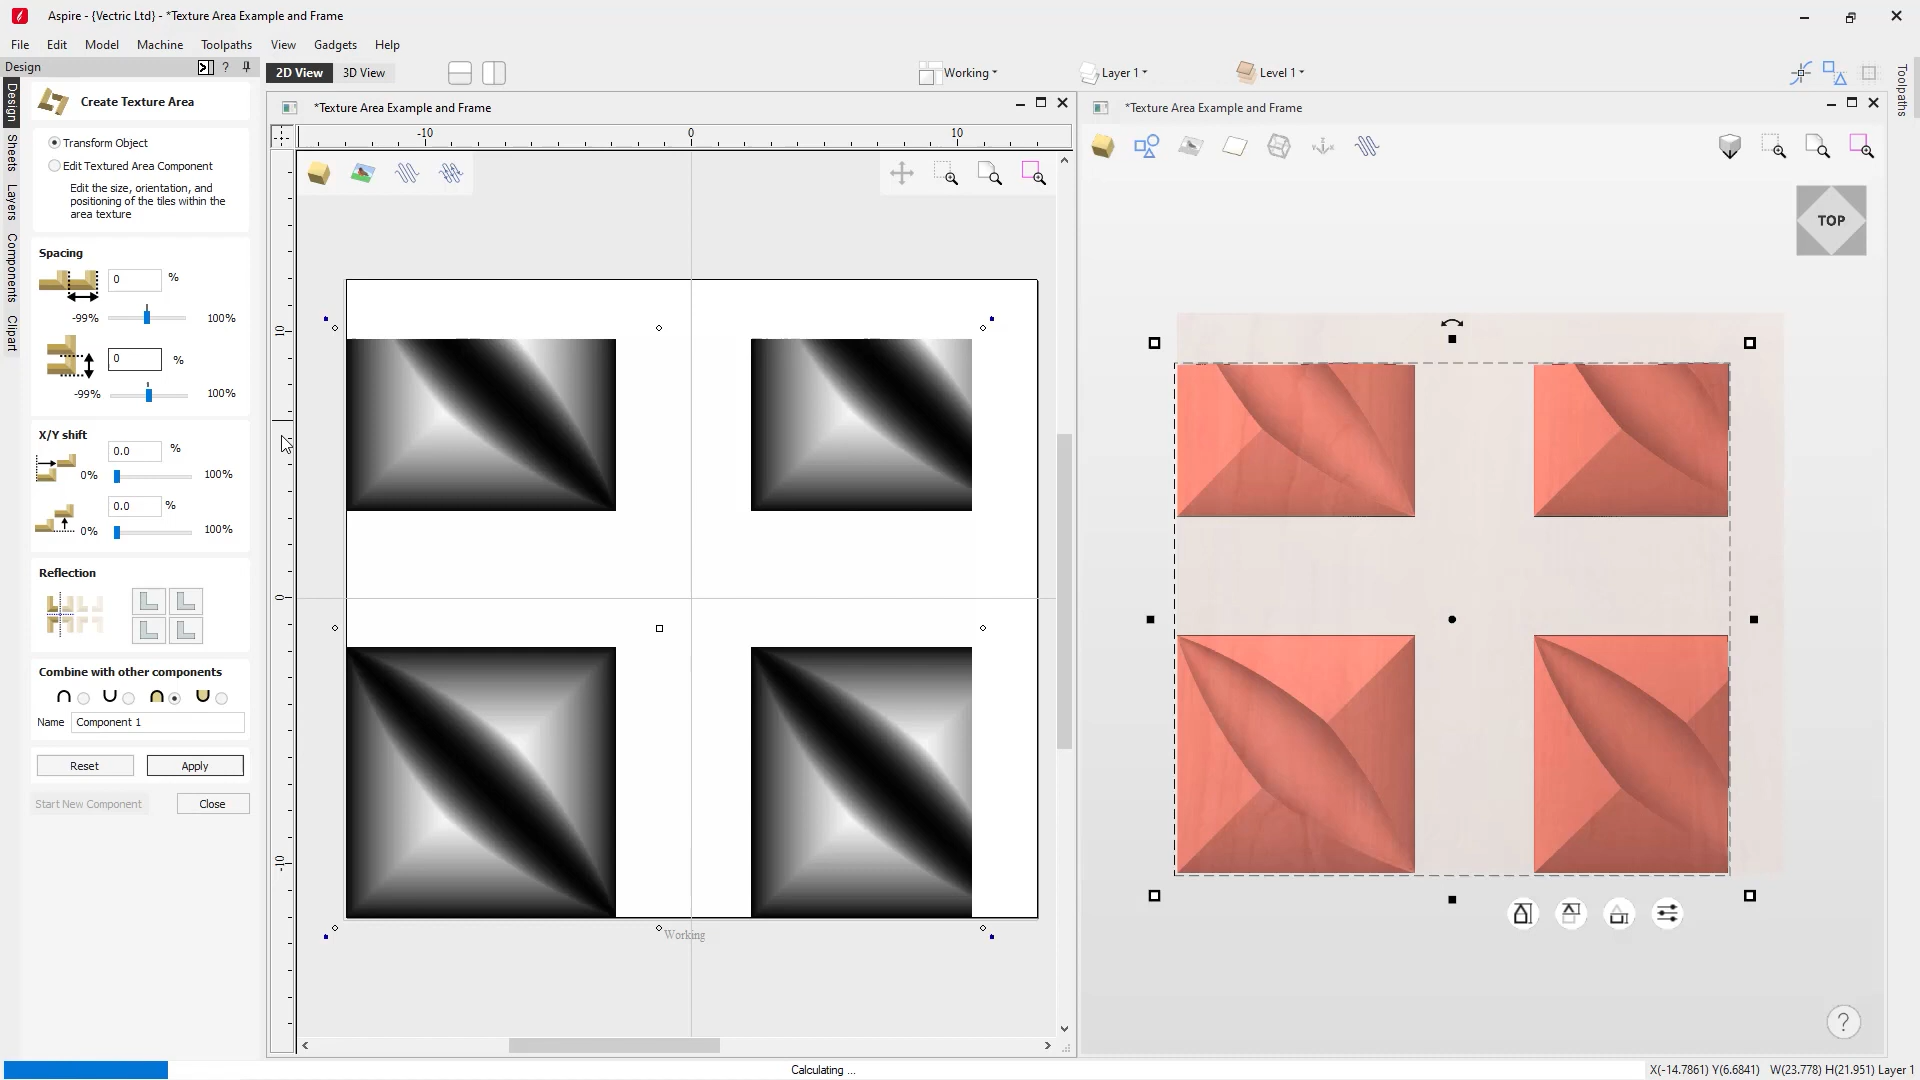 Aspire - {Vectric Ltd} - *Texture Area Example and Frame
File Edit Model Machine Toolpaths View Gadgets Help
Design ?
2D View 3D View Working Layer 1 Level 1
Design
Sheets
Layers
Components
Clipart
Toolpaths
Create Texture Area
Transform Object
Edit Textured Area Component
Edit the size, orientation, and
positioning of the tiles within the
area texture
Spacing
0 %
-99% 100%
0 %
-99% 100%
X/Y shift
0.0 %
0% 100%
0.0 %
0% 100%
Reflection
Combine with other components
Name Component 1
Reset Apply
Start New Component Close
*Texture Area Example and Frame
-10 0 10
10
0
-10
Working
*Texture Area Example and Frame
TOP
?
Calculating ...
X(-14.7861) Y(6.6841) W(23.778) H(21.951) Layer 1